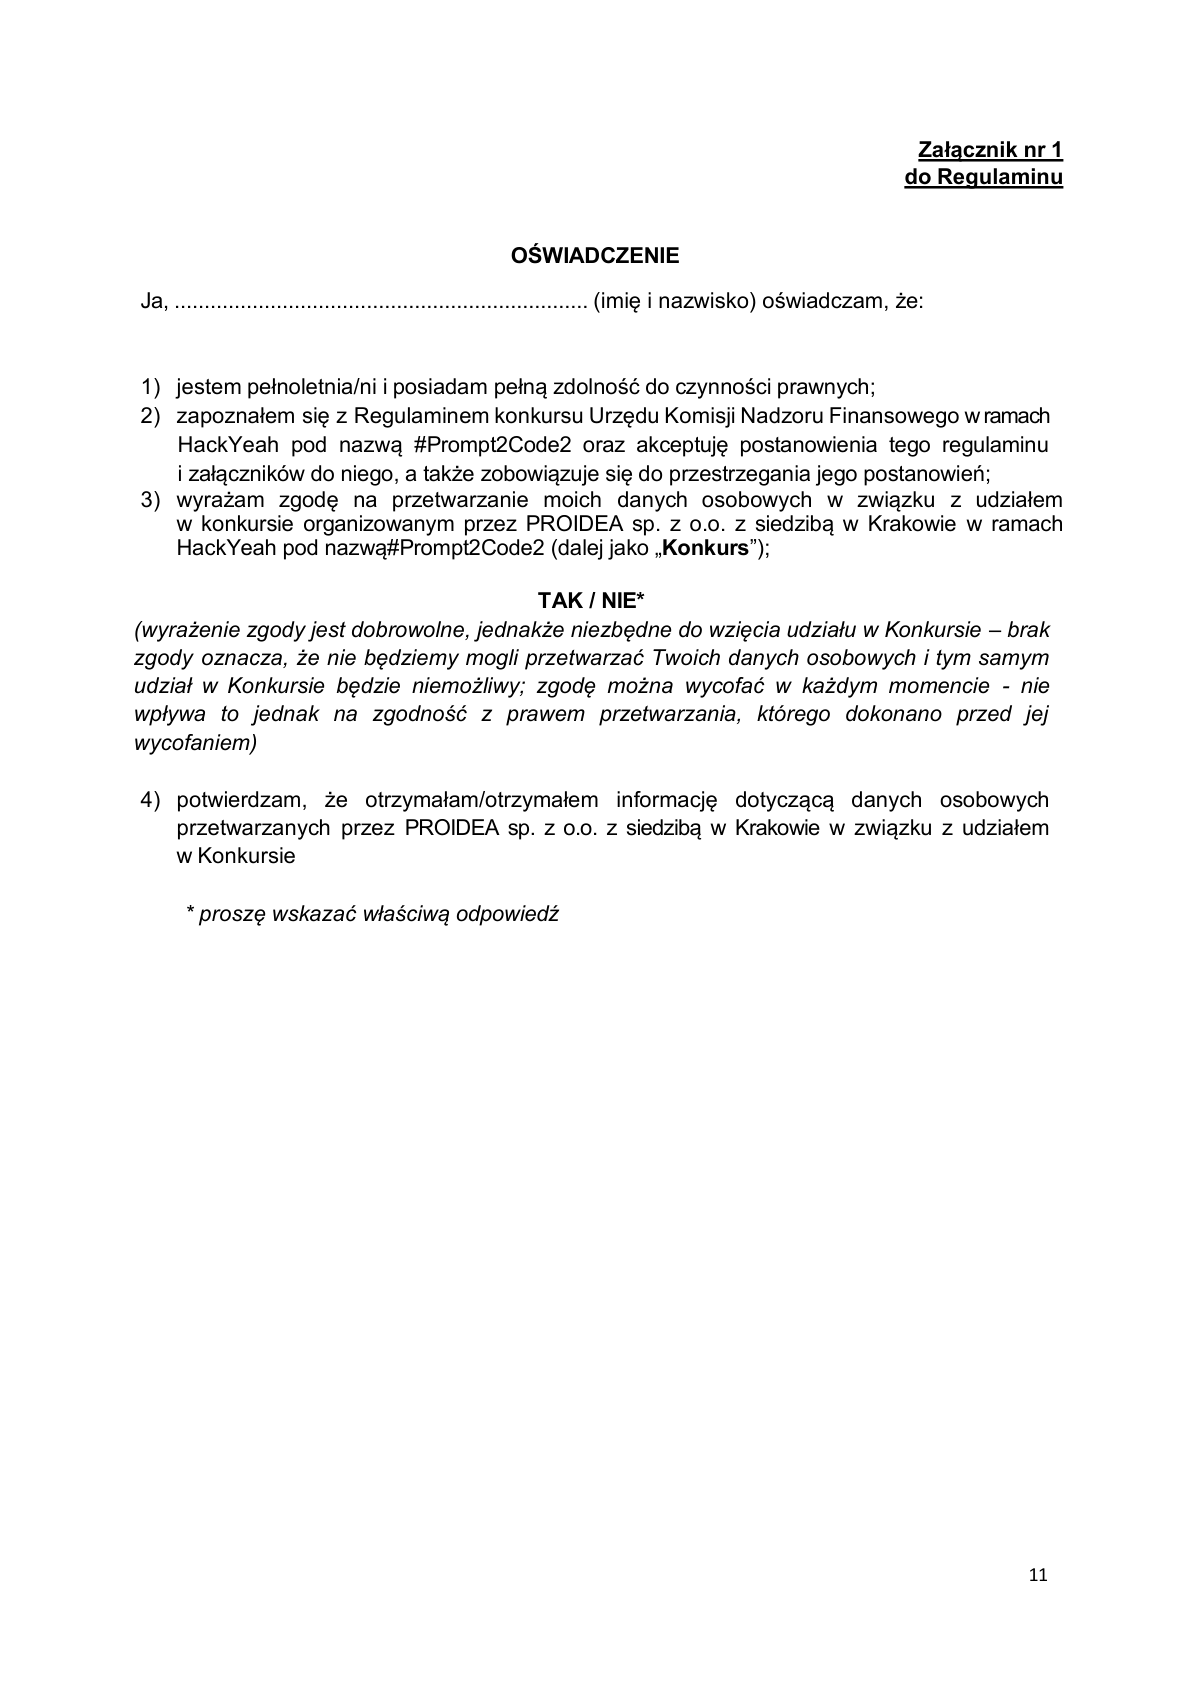 Załącznik nr 1
do Regulaminu
OŚWIADCZENIE
Ja, ..................................................................... (imię i nazwisko) oświadczam, że:
1) jestem pełnoletnia/ni i posiadam pełną zdolność do czynności prawnych;
2) zapoznałem się z Regulaminem konkursu Urzędu Komisji Nadzoru Finansowego w ramach
HackYeah pod nazwą #Prompt2Code2 oraz akceptuję postanowienia tego regulaminu
i załączników do niego, a także zobowiązuje się do przestrzegania jego postanowień;
3) wyrażam zgodę na przetwarzanie moich danych osobowych w związku z udziałem
w konkursie organizowanym przez PROIDEA sp. z o.o. z siedzibą w Krakowie w ramach
HackYeah pod nazwą#Prompt2Code2 (dalej jako „Konkurs”);
TAK / NIE*
(wyrażenie zgody jest dobrowolne, jednakże niezbędne do wzięcia udziału w Konkursie – brak
zgody oznacza, że nie będziemy mogli przetwarzać Twoich danych osobowych i tym samym
udział w Konkursie będzie niemożliwy; zgodę można wycofać w każdym momencie - nie
wpływa to jednak na zgodność z prawem przetwarzania, którego dokonano przed jej
wycofaniem)
4) potwierdzam, że otrzymałam/otrzymałem informację dotyczącą danych osobowych
przetwarzanych przez PROIDEA sp. z o.o. z siedzibą w Krakowie w związku z udziałem
w Konkursie
* proszę wskazać właściwą odpowiedź
11